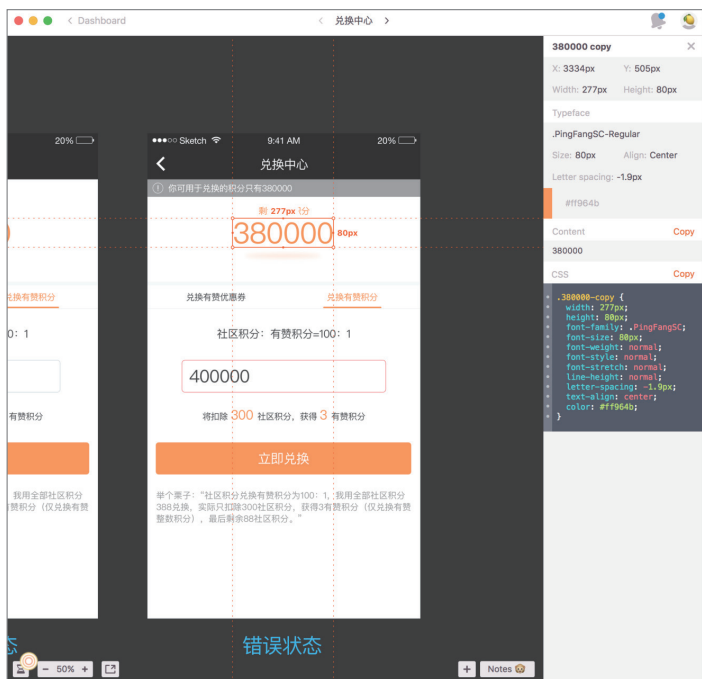 Dashboard
兑换中心
380000 copy
X: 3334px Y: 505px
Width: 277px Height: 80px
Typeface
.PingFangSC-Regular
Size: 80px Align: Center
Letter spacing: -1.9px
#ff964b
Content Copy
380000
CSS Copy
.380000-copy {
width: 277px;
height: 80px;
font-family: .PingFangSC;
font-size: 80px;
font-weight: normal;
font-style: normal;
font-stretch: normal;
line-height: normal;
letter-spacing: -1.9px;
text-align: center;
color: #ff964b;
}
20%
兑换有赞积分
0：1
有赞积分
我用全部社区积分
有赞积分（仅兑换有赞
态
Sketch 9:41 AM 20%
兑换中心
你可用于兑换的积分只有380000
剩 277px 分
380000 80px
兑换有赞优惠券 兑换有赞积分
社区积分：有赞积分=100：1
400000
将扣除 300 社区积分，获得 3 有赞积分
立即兑换
举个栗子：“社区积分兑换有赞积分为100：1，我用全部社区积分
388兑换，实际只扣除300社区积分，获得3有赞积分（仅兑换有赞
整数积分），最后剩余88社区积分。”
错误状态
- 50% +
+ Notes